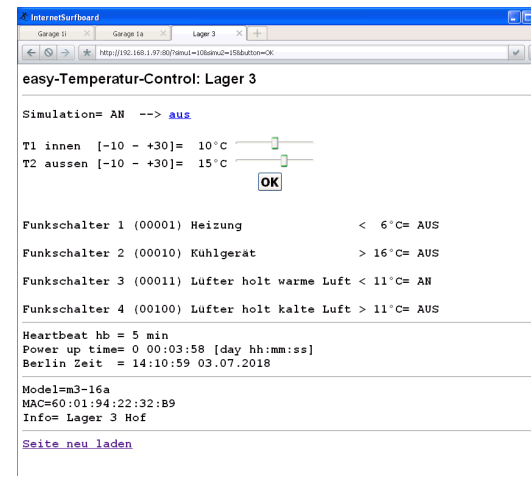 InternetSurfboard
Garage 1i Garage 1a Lager 3
http://192.168.1.97:80/?simu1=10&simu2=15&button=OK
easy-Temperatur-Control: Lager 3
Simulation= AN --> aus
T1 innen [-10 - +30]= 10°C
T2 aussen [-10 - +30]= 15°C
OK
Funkschalter 1 (00001) Heizung < 6°C= AUS
Funkschalter 2 (00010) Kühlgerät > 16°C= AUS
Funkschalter 3 (00011) Lüfter holt warme Luft < 11°C= AN
Funkschalter 4 (00100) Lüfter holt kalte Luft > 11°C= AUS
Heartbeat hb = 5 min
Power up time= 0 00:03:58 [day hh:mm:ss]
Berlin Zeit = 14:10:59 03.07.2018
Model=m3-16a
MAC=60:01:94:22:32:B9
Info= Lager 3 Hof
Seite neu laden